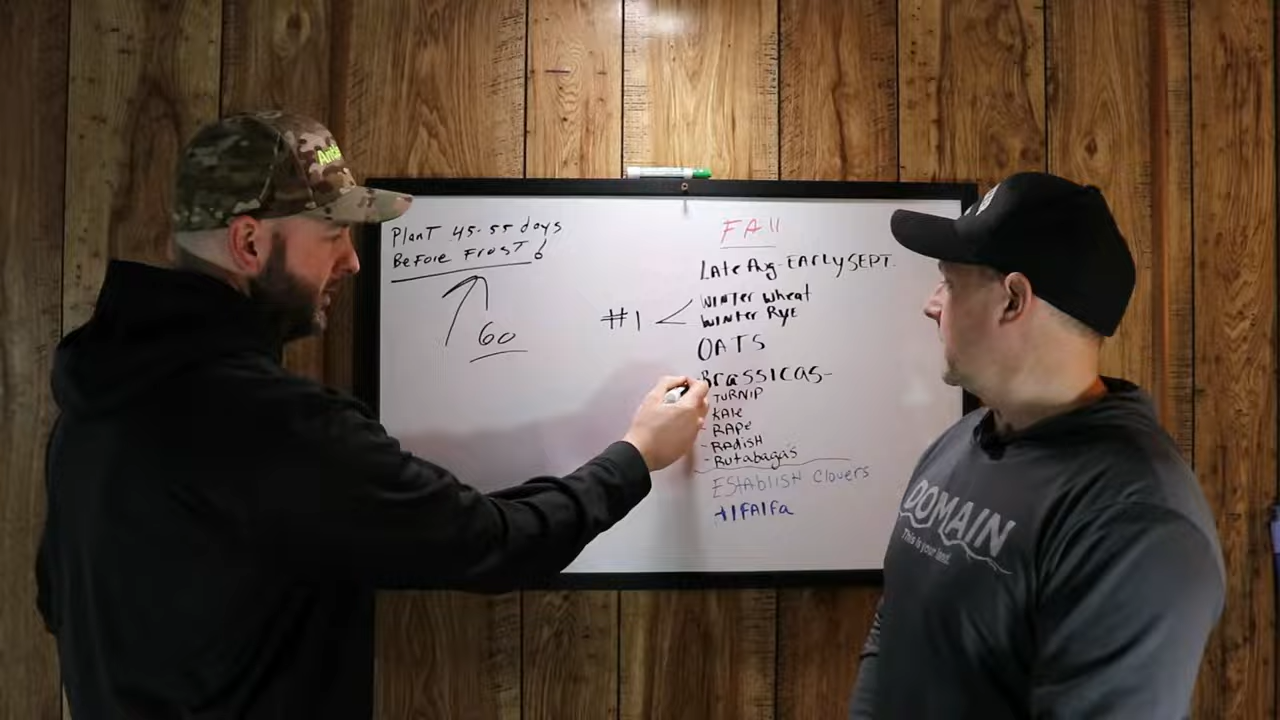 PlanT 45-55 days
Before FrosT!
60
#1
FAll
Late Aug-EARly SEPT.
WINTER Wheat
WINTER RYE
OATS
Brassicas-
TURNIP
Kale
- RAPe
- RADisH
- Rutabagas
ESTAblisH Clovers
AlFAlFa
DOMAIN
This is your land.